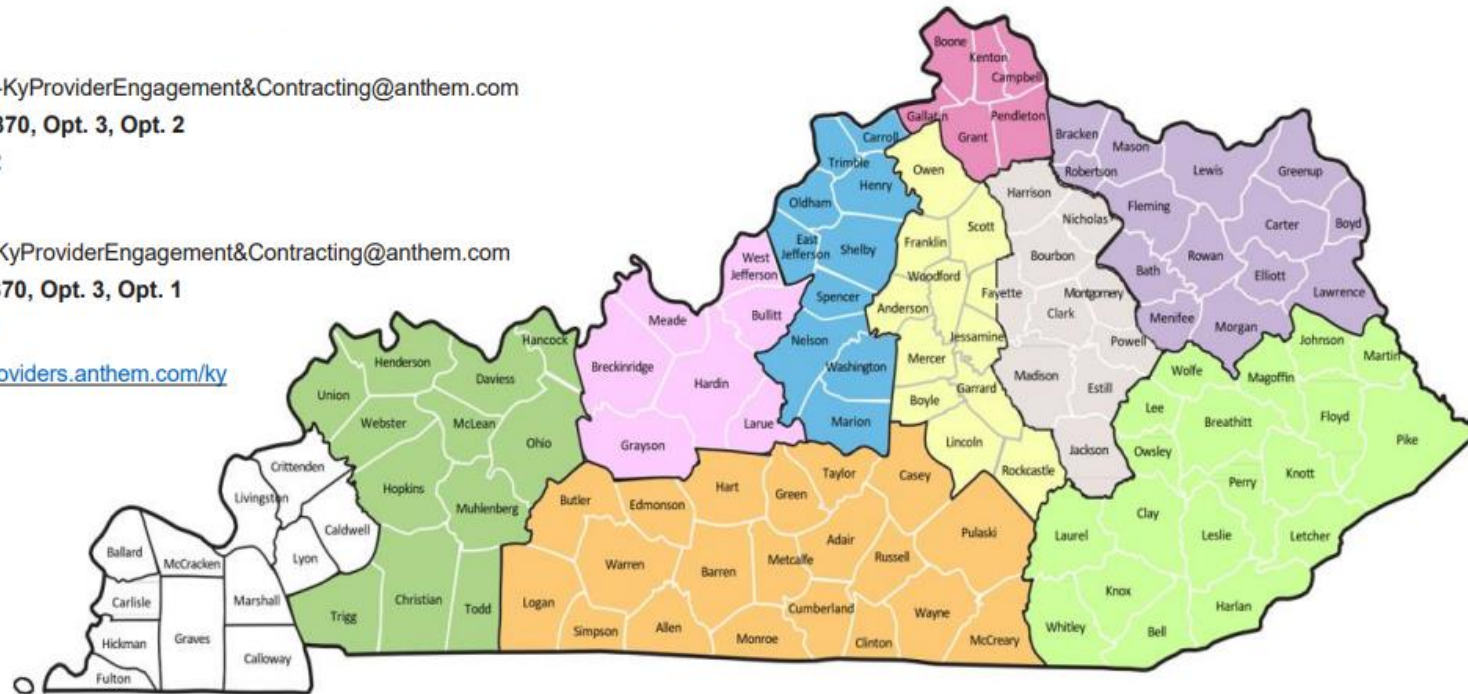 -KyProviderEngagement&Contracting@anthem.com
370, Opt. 3, Opt. 2
KyProviderEngagement&Contracting@anthem.com
370, Opt. 3, Opt. 1
oviders.anthem.com/ky
Boone
Kenton
Campbell
Gallatin
Grant
Pendleton
Carroll
Trimble
Henry
Oldham
East
Jefferson
Shelby
Spencer
Nelson
Washington
Marion
Owen
Scott
Franklin
Woodford
Fayette
Anderson
Jessamine
Mercer
Garrard
Boyle
Lincoln
Rockcastle
Harrison
Nicholas
Bourbon
Montgomery
Clark
Powell
Madison
Estill
Jackson
Bracken
Mason
Robertson
Lewis
Greenup
Fleming
Carter
Boyd
Rowan
Bath
Elliott
Lawrence
Menifee
Morgan
West
Jefferson
Meade
Bullitt
Breckinridge
Hardin
Larue
Grayson
Hancock
Henderson
Daviess
Union
Webster
McLean
Ohio
Hopkins
Muhlenberg
Trigg
Christian
Todd
Crittenden
Livingston
Caldwell
Lyon
Ballard
McCracken
Carlisle
Marshall
Hickman
Graves
Calloway
Fulton
Butler
Edmonson
Hart
Green
Taylor
Casey
Pulaski
Adair
Metcalfe
Russell
Warren
Barren
Logan
Cumberland
Wayne
Simpson
Allen
Monroe
Clinton
McCreary
Johnson
Martin
Wolfe
Magoffin
Lee
Breathitt
Floyd
Pike
Owsley
Knott
Perry
Clay
Laurel
Leslie
Letcher
Knox
Harlan
Whitley
Bell